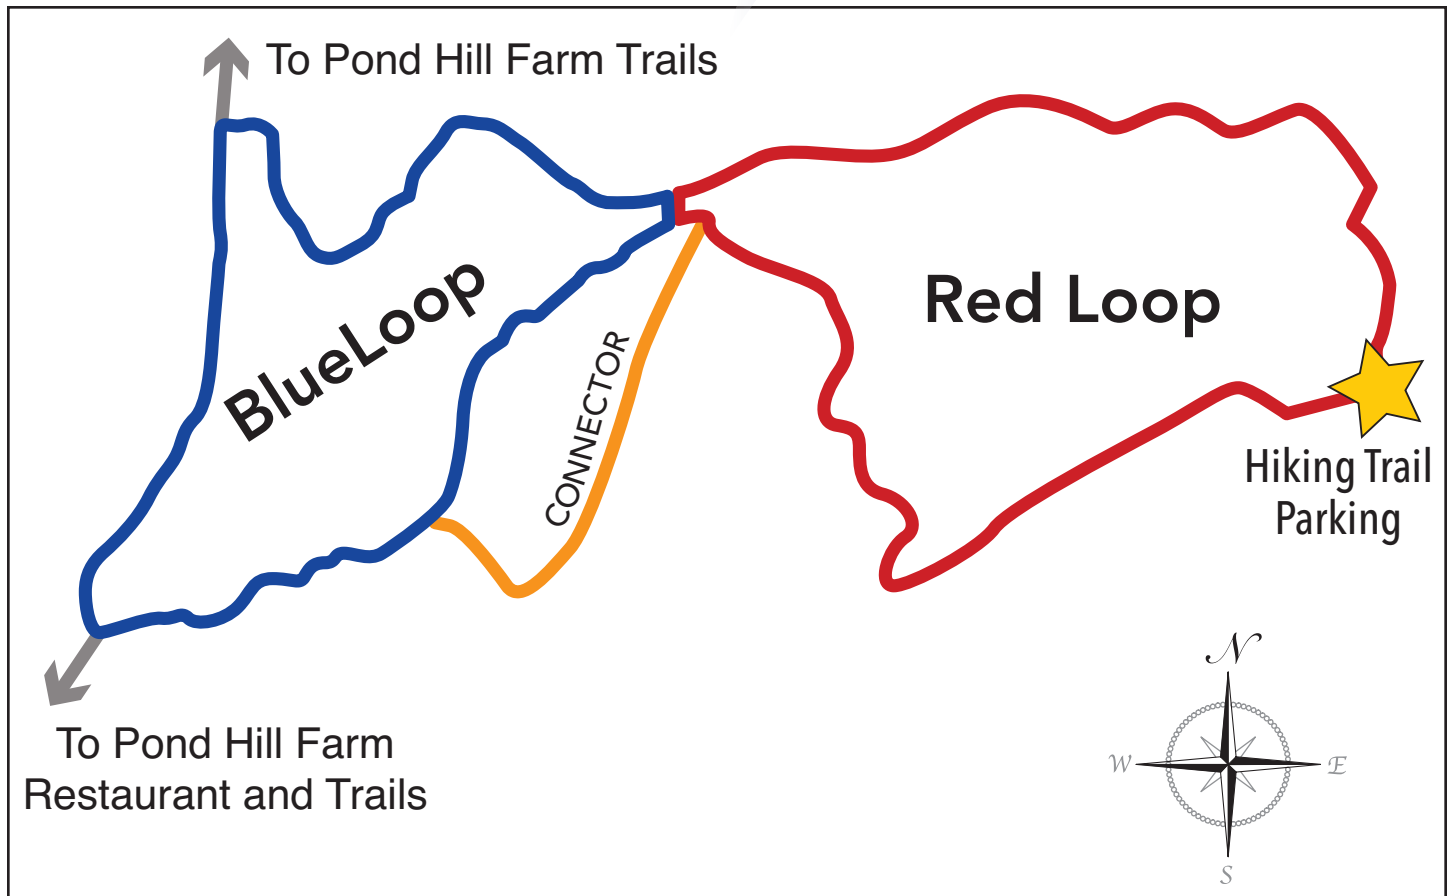 To Pond Hill Farm Trails
BlueLoop
CONNECTOR
Red Loop
Hiking Trail
Parking
To Pond Hill Farm
Restaurant and Trails
N
W
E
S